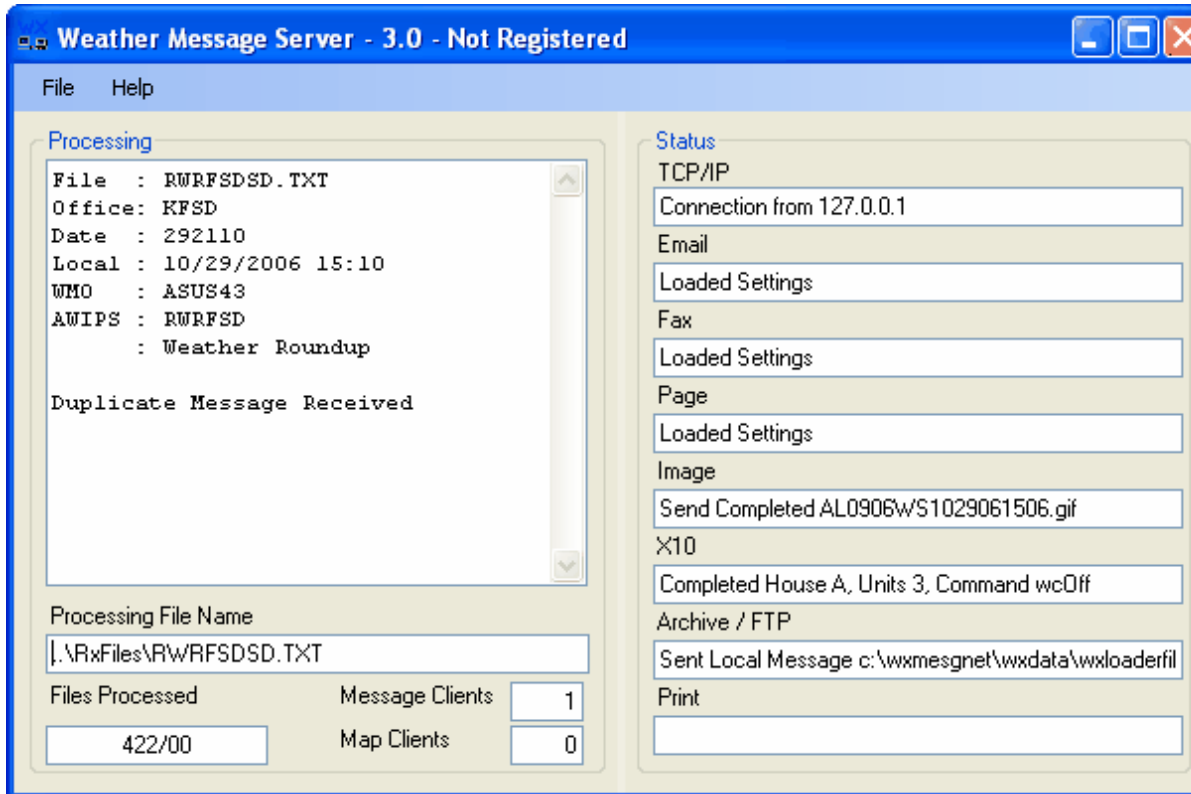 Weather Message Server - 3.0 - Not Registered
File Help
Processing
File : RWRFSDSD.TXT
Office: KFSD
Date : 292110
Local : 10/29/2006 15:10
WMO : ASUS43
AWIPS : RWRFSD
: Weather Roundup
Duplicate Message Received
Processing File Name
.\RxFiles\RWRFSDSD.TXT
Files Processed
422/00
Message Clients 1
Map Clients 0
Status
TCP/IP
Connection from 127.0.0.1
Email
Loaded Settings
Fax
Loaded Settings
Page
Loaded Settings
Image
Send Completed AL0906WS1029061506.gif
X10
Completed House A, Units 3, Command wcOff
Archive / FTP
Sent Local Message c:\wxmesgnet\wxdata\wxloaderfil
Print